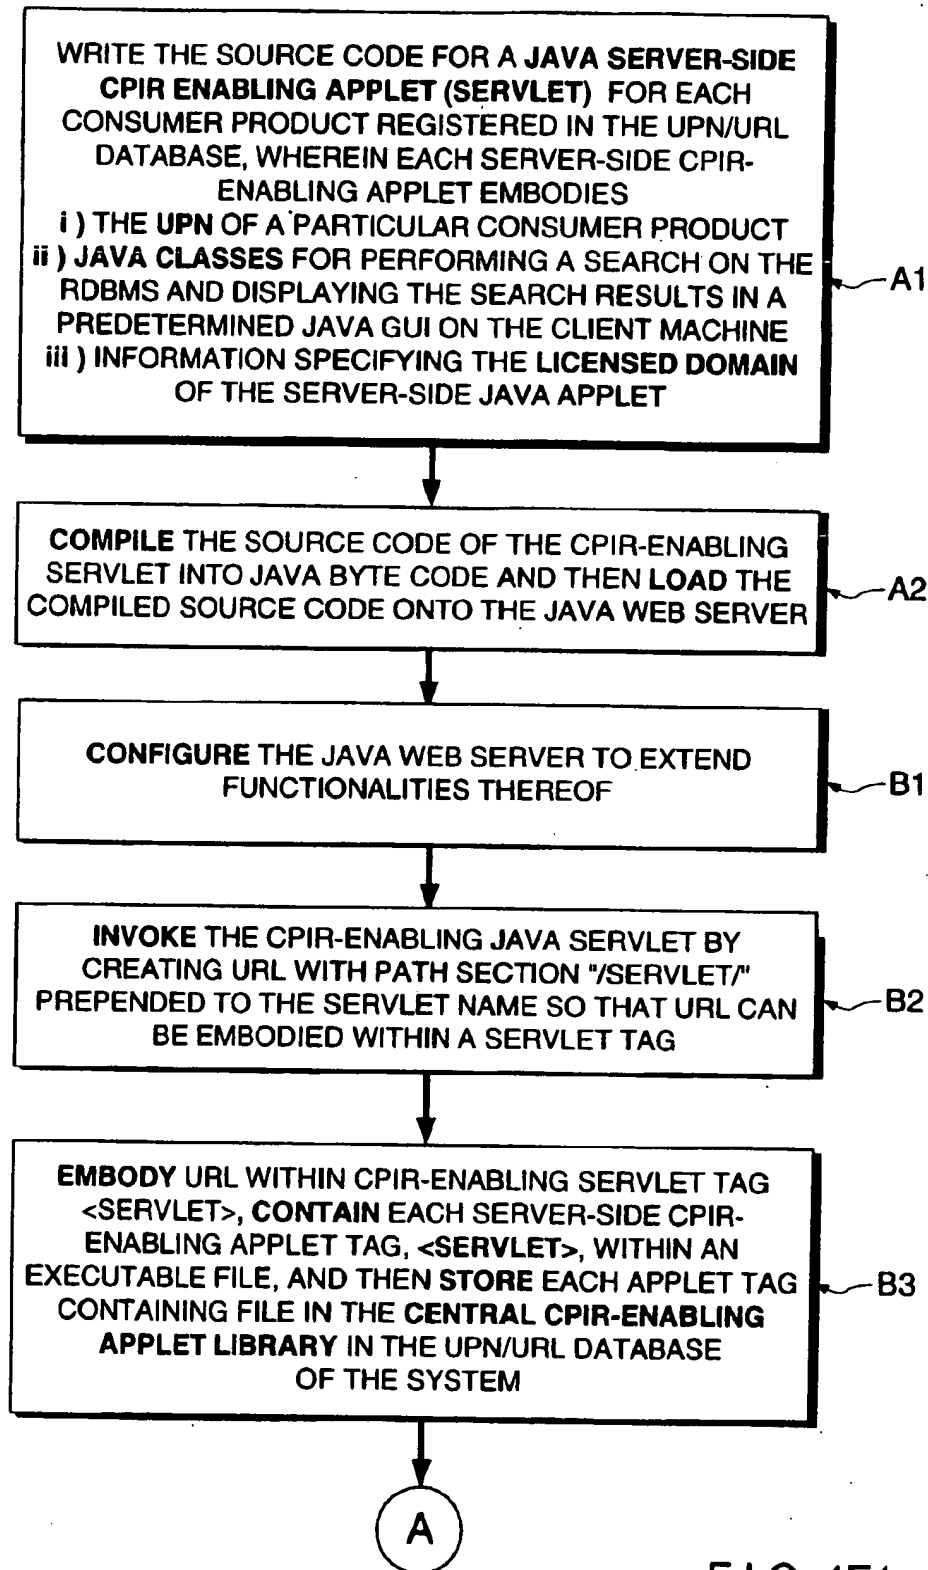 WRITE THE SOURCE CODE FOR A JAVA SERVER-SIDE
CPIR ENABLING APPLET (SERVLET) FOR EACH
CONSUMER PRODUCT REGISTERED IN THE UPN/URL
DATABASE, WHEREIN EACH SERVER-SIDE CPIR-
ENABLING APPLET EMBODIES
i ) THE UPN OF A PARTICULAR CONSUMER PRODUCT
ii ) JAVA CLASSES FOR PERFORMING A SEARCH ON THE
RDBMS AND DISPLAYING THE SEARCH RESULTS IN A
PREDETERMINED JAVA GUI ON THE CLIENT MACHINE
iii ) INFORMATION SPECIFYING THE LICENSED DOMAIN
OF THE SERVER-SIDE JAVA APPLET
A1
COMPILE THE SOURCE CODE OF THE CPIR-ENABLING
SERVLET INTO JAVA BYTE CODE AND THEN LOAD THE
COMPILED SOURCE CODE ONTO THE JAVA WEB SERVER
A2
CONFIGURE THE JAVA WEB SERVER TO EXTEND
FUNCTIONALITIES THEREOF
B1
INVOKE THE CPIR-ENABLING JAVA SERVLET BY
CREATING URL WITH PATH SECTION "/SERVLET/"
PREPENDED TO THE SERVLET NAME SO THAT URL CAN
BE EMBODIED WITHIN A SERVLET TAG
B2
EMBODY URL WITHIN CPIR-ENABLING SERVLET TAG
<SERVLET>, CONTAIN EACH SERVER-SIDE CPIR-
ENABLING APPLET TAG, <SERVLET>, WITHIN AN
EXECUTABLE FILE, AND THEN STORE EACH APPLET TAG
CONTAINING FILE IN THE CENTRAL CPIR-ENABLING
APPLET LIBRARY IN THE UPN/URL DATABASE
OF THE SYSTEM
B3
A